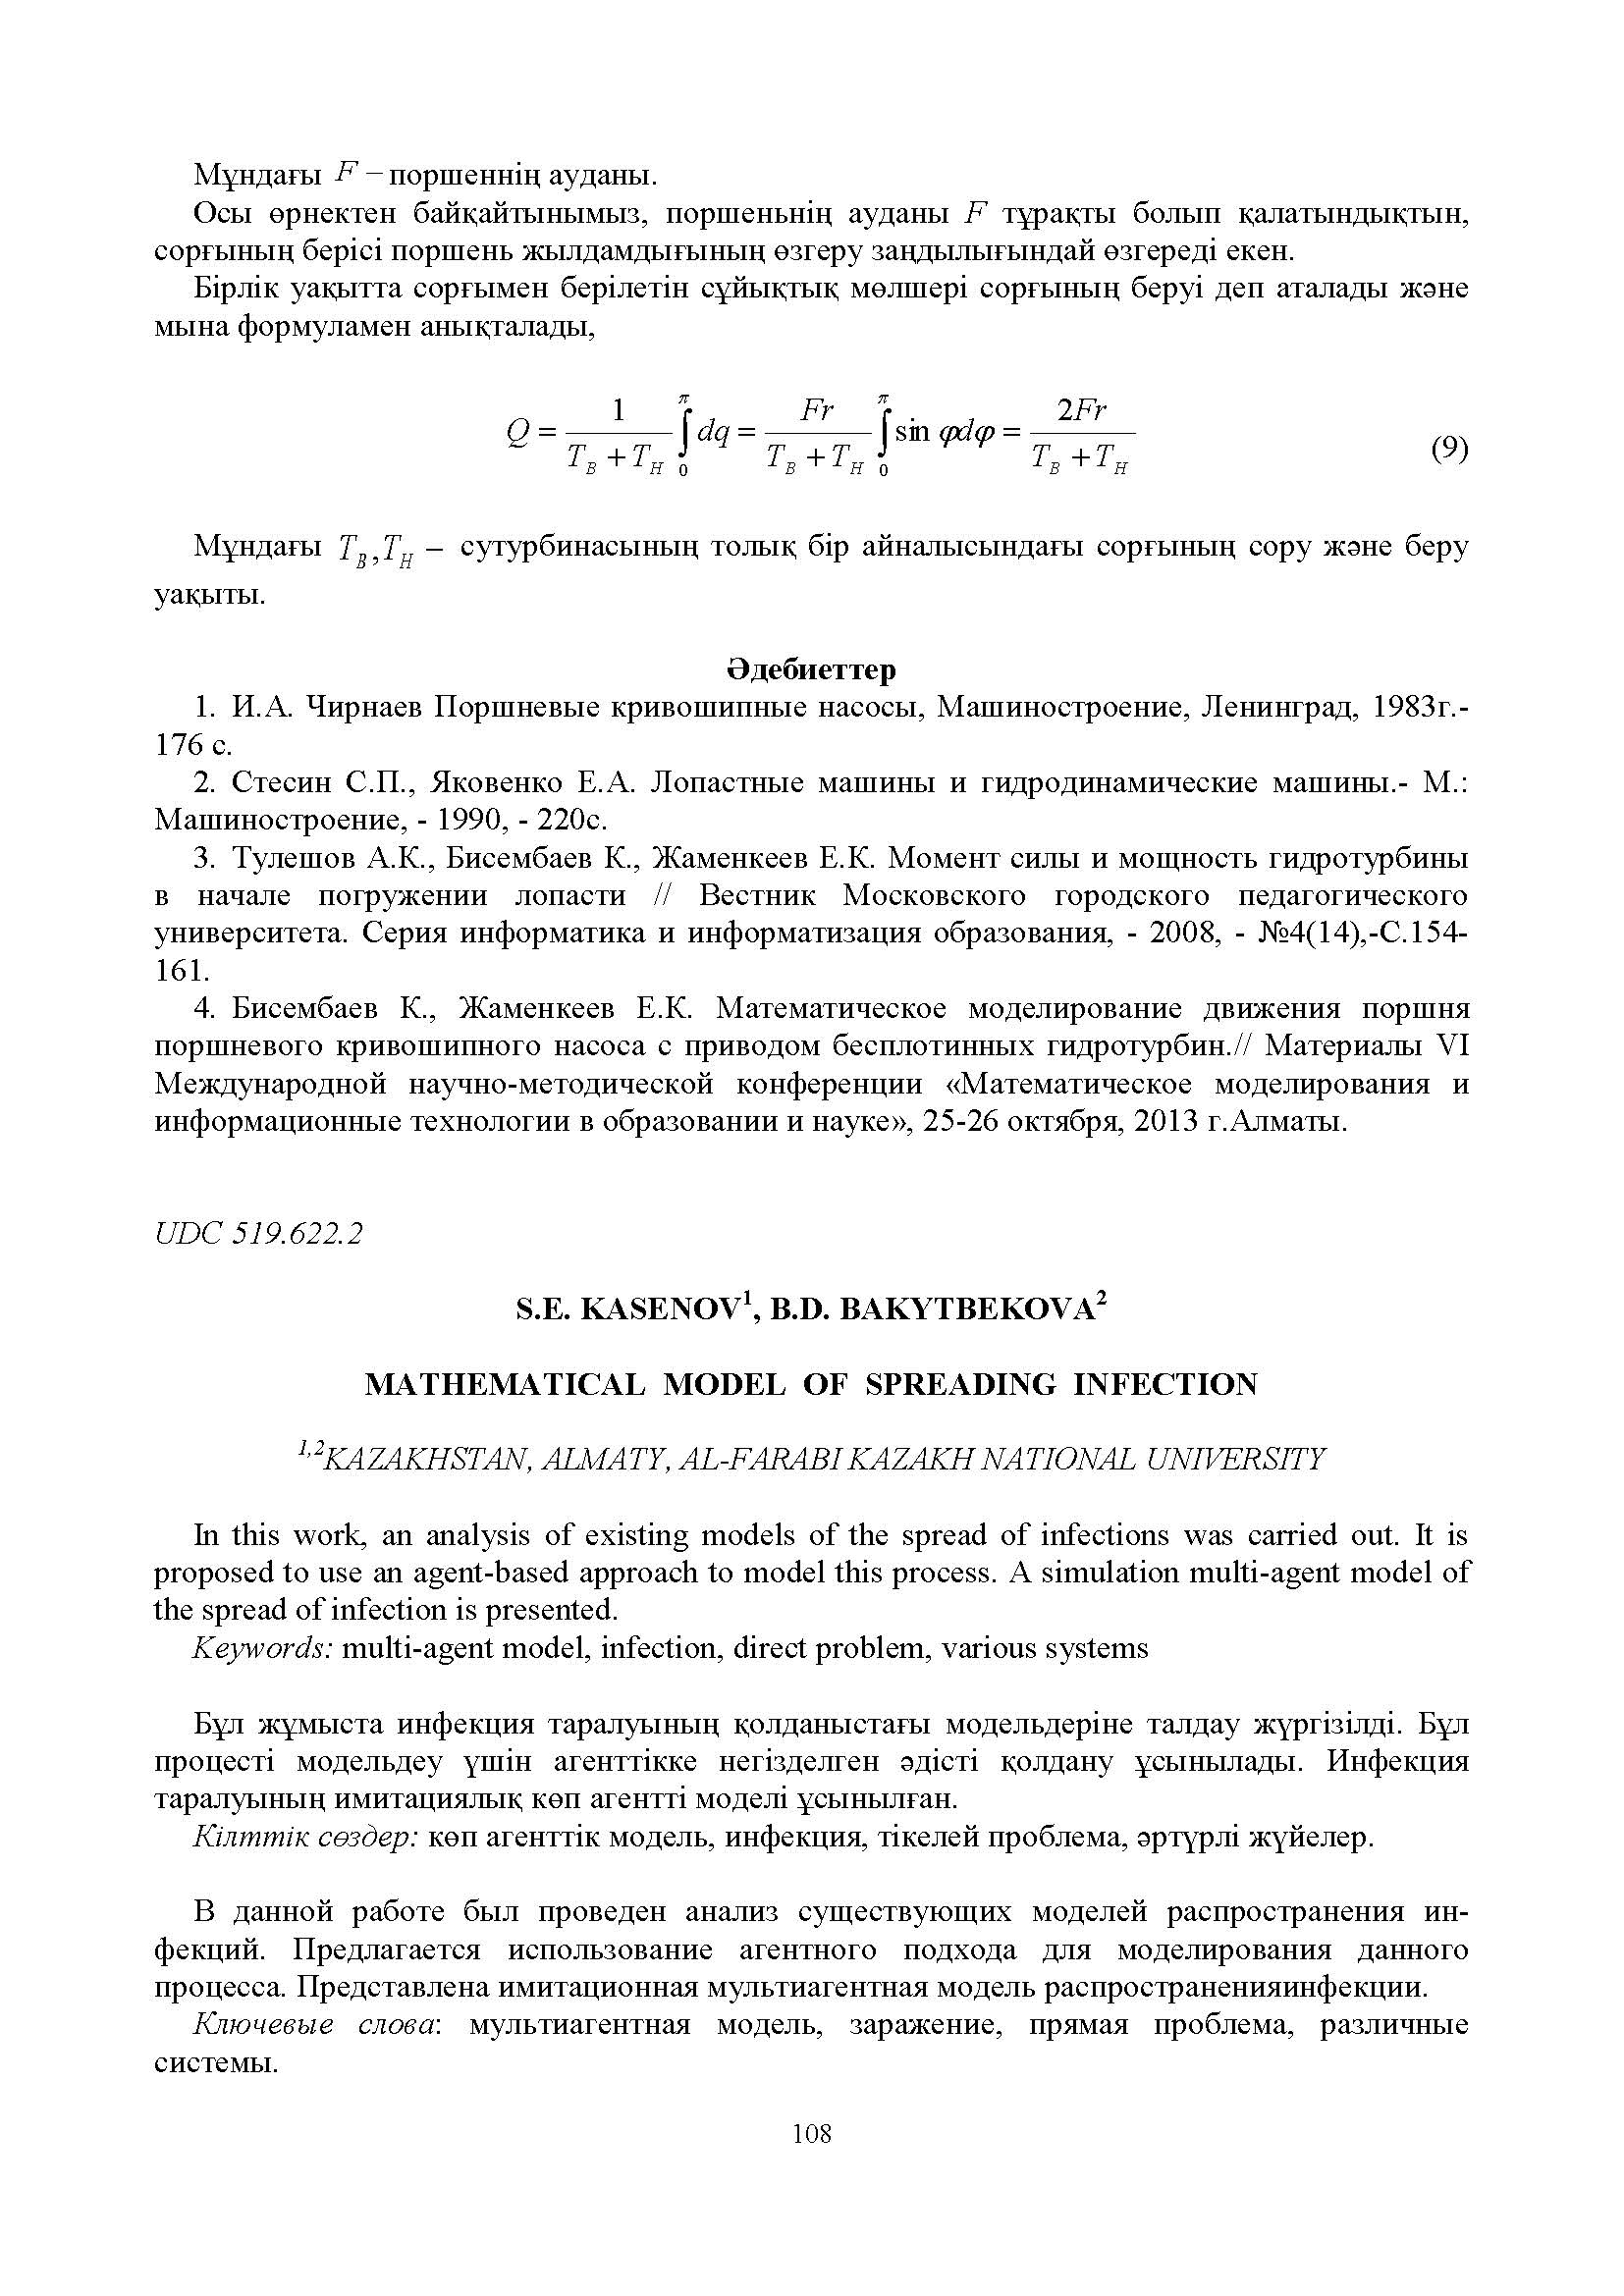 Мұндағы F – поршеннің ауданы.
Осы өрнектен байқайтынымыз, поршеньнің ауданы F тұрақты болып қалатындықтын,
сорғының берісі поршень жылдамдығының өзгеру заңдылығындай өзгереді екен.
Бірлік уақытта сорғымен берілетін сұйықтық мөлшері сорғының беруі деп аталады және
мына формуламен анықталады,
Q = \frac{1}{T_B + T_H} \int_0^π dq = \frac{Fr}{T_B + T_H} \int_0^π sin φdφ = \frac{2Fr}{T_B + T_H} (9)
Мұндағы T_B, T_H – сутурбинасының толық бір айналысындағы сорғының сору және беру
уақыты.
Әдебиеттер
1. И.А. Чирнаев Поршневые кривошипные насосы, Машиностроение, Ленинград, 1983г.-
176 с.
2. Стесин С.П., Яковенко Е.А. Лопастные машины и гидродинамические машины.- М.:
Машиностроение, - 1990, - 220с.
3. Тулешов А.К., Бисембаев К., Жаменкеев Е.К. Момент силы и мощность гидротурбины
в начале погружении лопасти // Вестник Московского городского педагогического
университета. Серия информатика и информатизация образования, - 2008, - №4(14),-С.154-
161.
4. Бисембаев К., Жаменкеев Е.К. Математическое моделирование движения поршня
поршневого кривошипного насоса с приводом бесплотинных гидротурбин.// Материалы VI
Международной научно-методической конференции «Математическое моделирования и
информационные технологии в образовании и науке», 25-26 октября, 2013 г.Алматы.
UDC 519.622.2
S.E. KASENOV¹, B.D. BAKYTBEKOVA²
MATHEMATICAL MODEL OF SPREADING INFECTION
¹,²KAZAKHSTAN, ALMATY, AL-FARABI KAZAKH NATIONAL UNIVERSITY
In this work, an analysis of existing models of the spread of infections was carried out. It is
proposed to use an agent-based approach to model this process. A simulation multi-agent model of
the spread of infection is presented.
Keywords: multi-agent model, infection, direct problem, various systems
Бұл жұмыста инфекция таралуының қолданыстағы модельдеріне талдау жүргізілді. Бұл
процесті модельдеу үшін агенттікке негізделген әдісті қолдану ұсынылады. Инфекция
таралуының имитациялық көп агентті моделі ұсынылған.
Кілттік сөздер: көп агенттік модель, инфекция, тікелей проблема, әртүрлі жүйелер.
В данной работе был проведен анализ существующих моделей распространения ин-
фекций. Предлагается использование агентного подхода для моделирования данного
процесса. Представлена имитационная мультиагентная модель распространенияинфекции.
Ключевые слова: мультиагентная модель, заражение, прямая проблема, различные
системы.
108